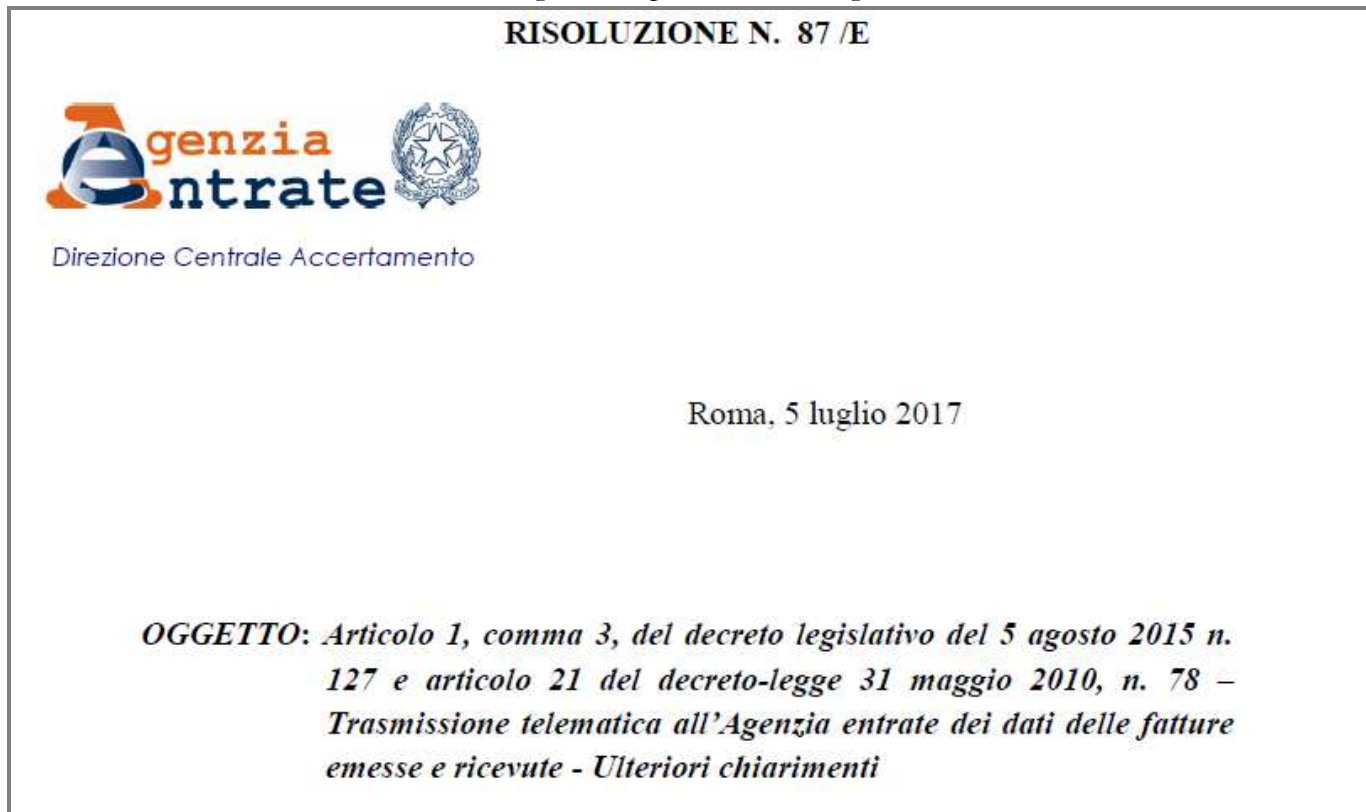 RISOLUZIONE N. 87 /E
Agenzia
entrate
Direzione Centrale Accertamento
Roma, 5 luglio 2017
OGGETTO: Articolo 1, comma 3, del decreto legislativo del 5 agosto 2015 n.
127 e articolo 21 del decreto-legge 31 maggio 2010, n. 78 –
Trasmissione telematica all'Agenzia entrate dei dati delle fatture
emesse e ricevute - Ulteriori chiarimenti